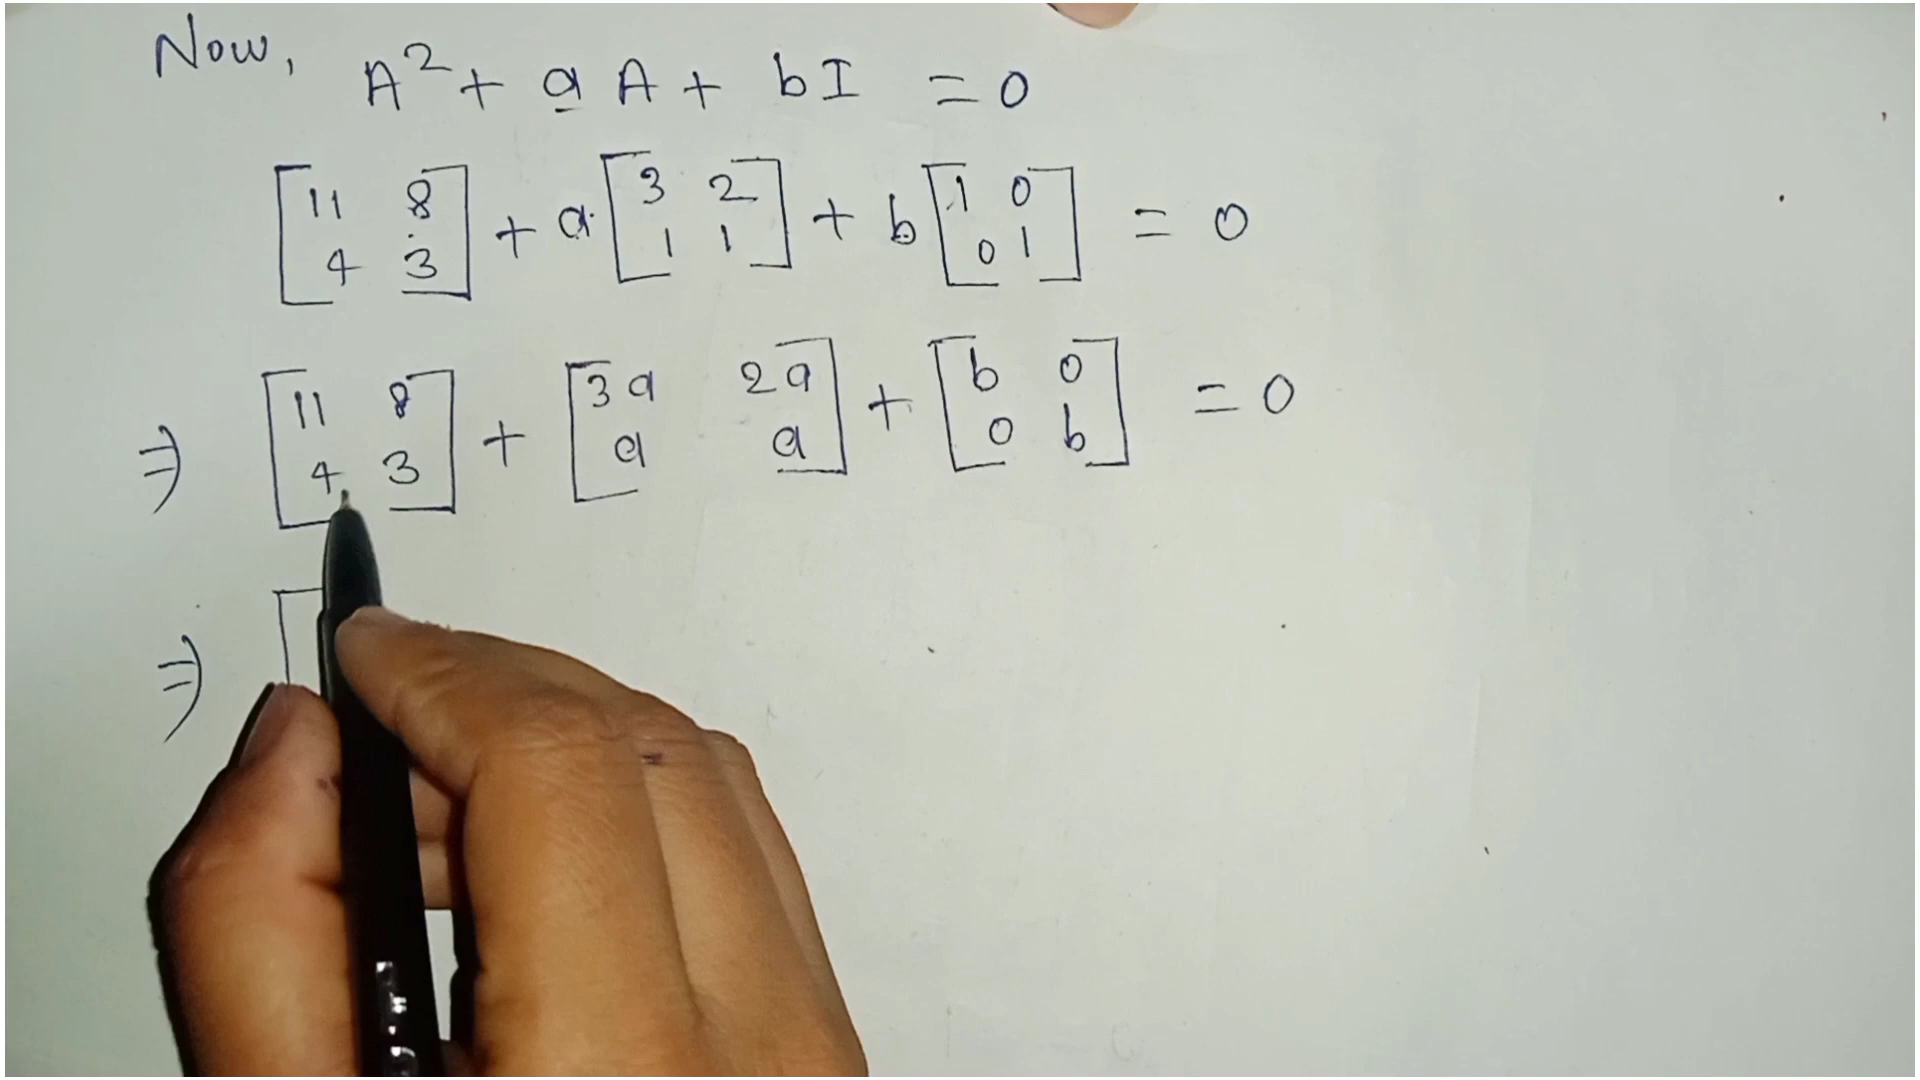 Now, A² + a A + bI = 0
[11 8 4 3] + a [3 2 1 1] + b [1 0 0 1] = 0
⇒ [11 8 4 3] + [3a 2a a a] + [b 0 0 b] = 0
⇒ [